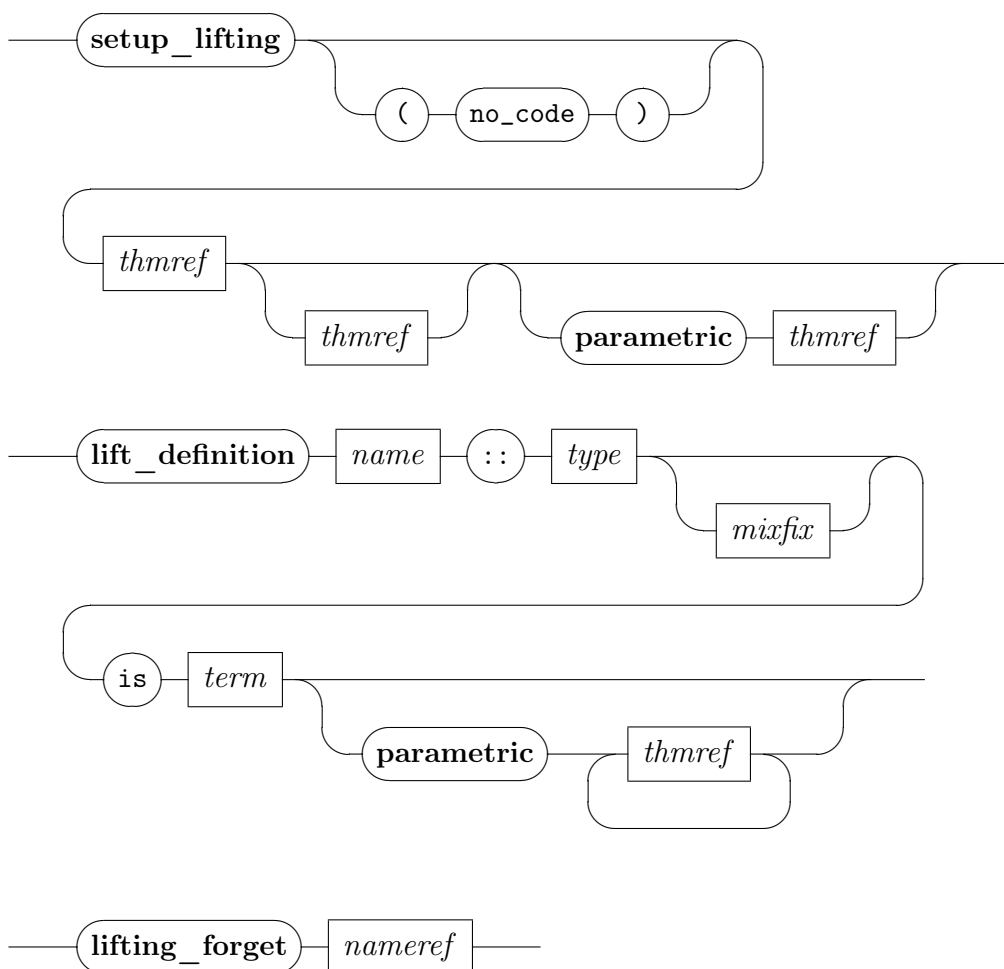 setup_lifting
( no_code )
thmref
thmref parametric thmref
lift_definition name :: type
mixfix
is term
parametric thmref
lifting_forget nameref